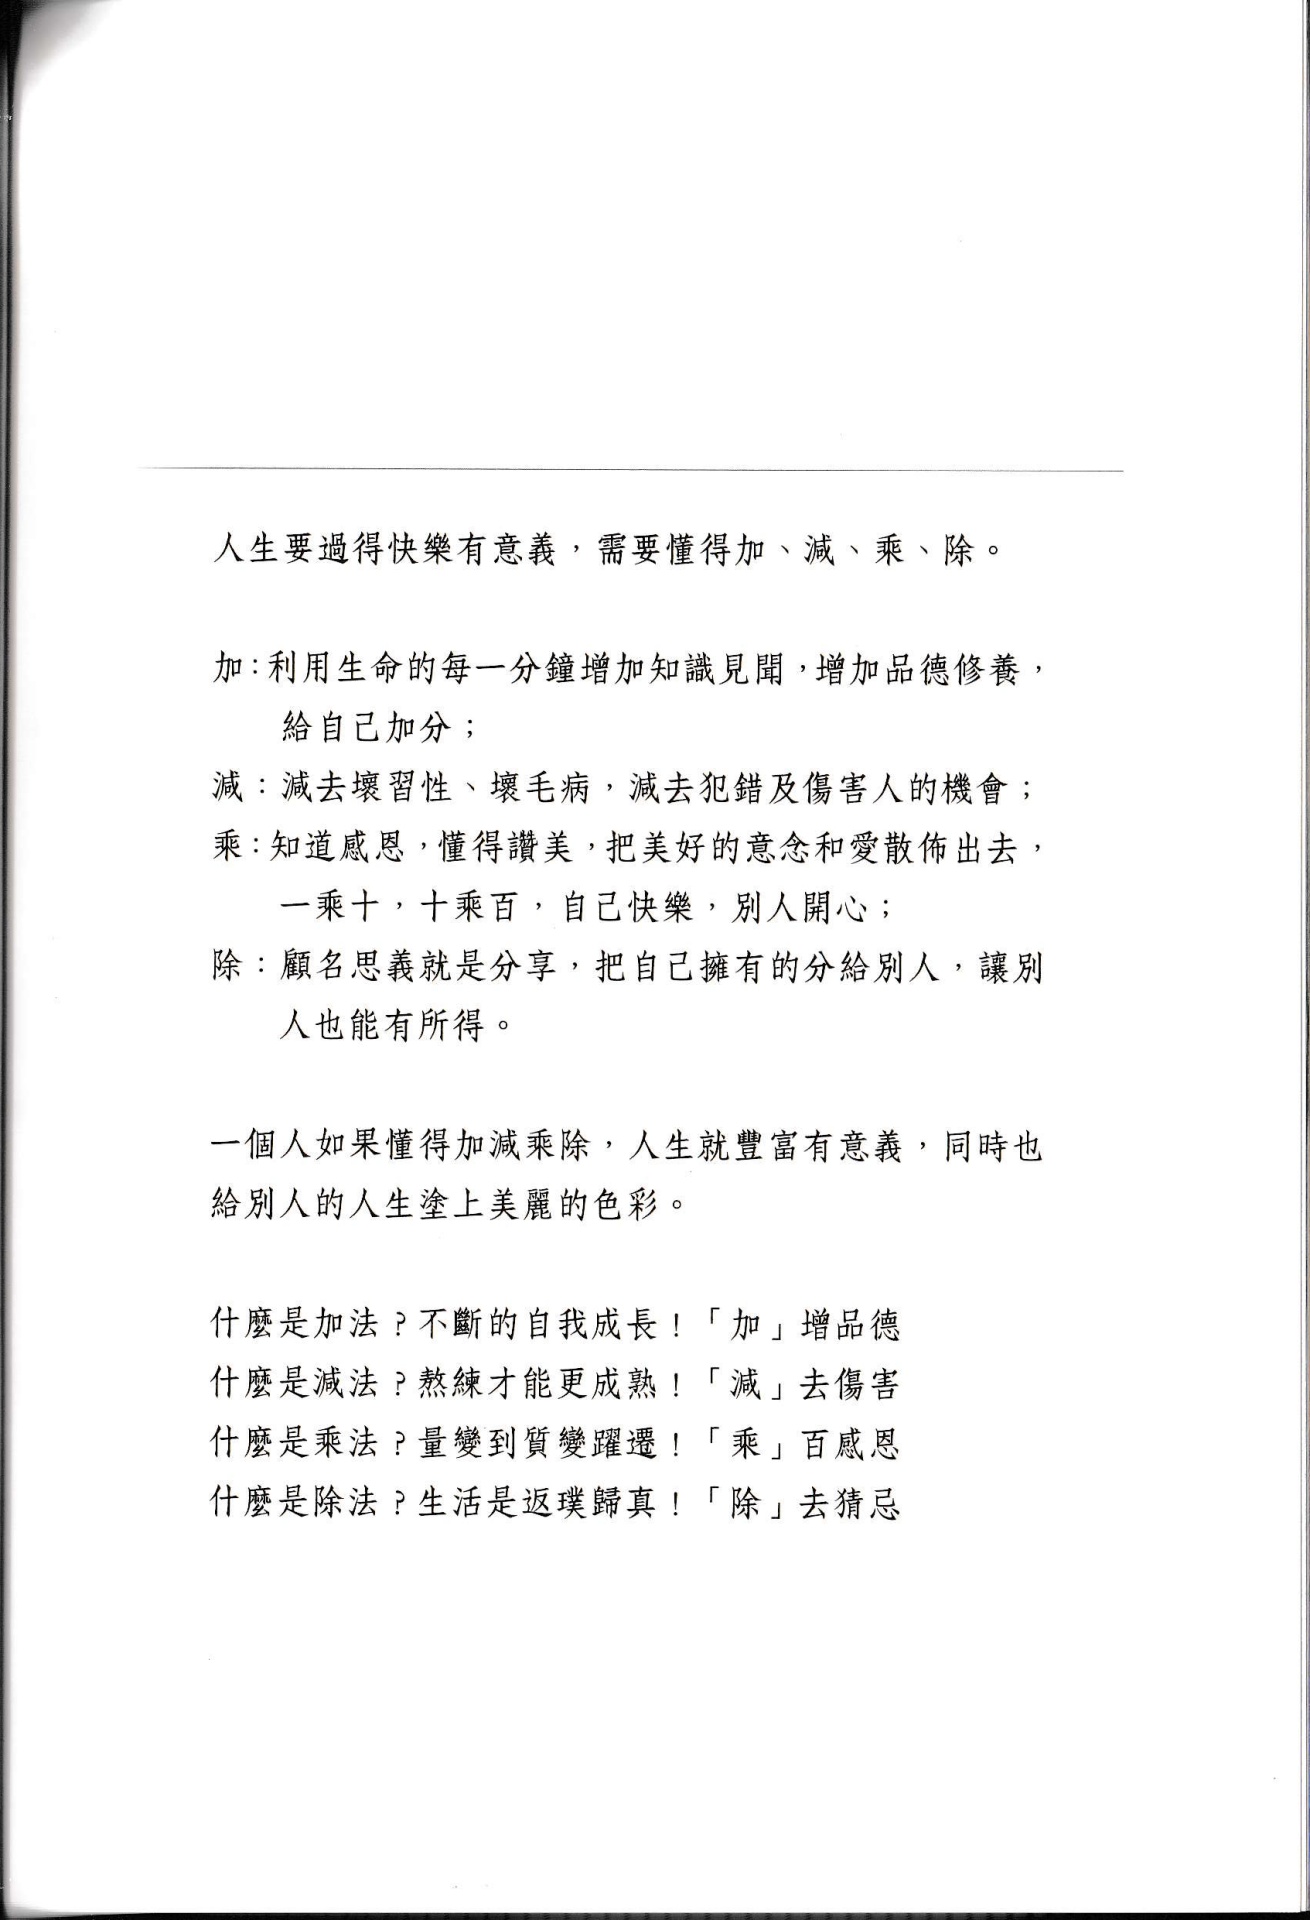 人生要過得快樂有意義，需要懂得加、減、乘、除。
加：利用生命的每一分鐘增加知識見聞，增加品德修養，
給自己加分；
減：減去壞習性、壞毛病，減去犯錯及傷害人的機會；
乘：知道感恩，懂得讚美，把美好的意念和愛散佈出去，
一乘十，十乘百，自己快樂，別人開心；
除：顧名思義就是分享，把自己擁有的分給別人，讓別
人也能有所得。
一個人如果懂得加減乘除，人生就豐富有意義，同時也
給別人的人生塗上美麗的色彩。
什麼是加法？不斷的自我成長！「加」增品德
什麼是減法？熬練才能更成熟！「減」去傷害
什麼是乘法？量變到質變躍遷！「乘」百感恩
什麼是除法？生活是返璞歸真！「除」去猜忌